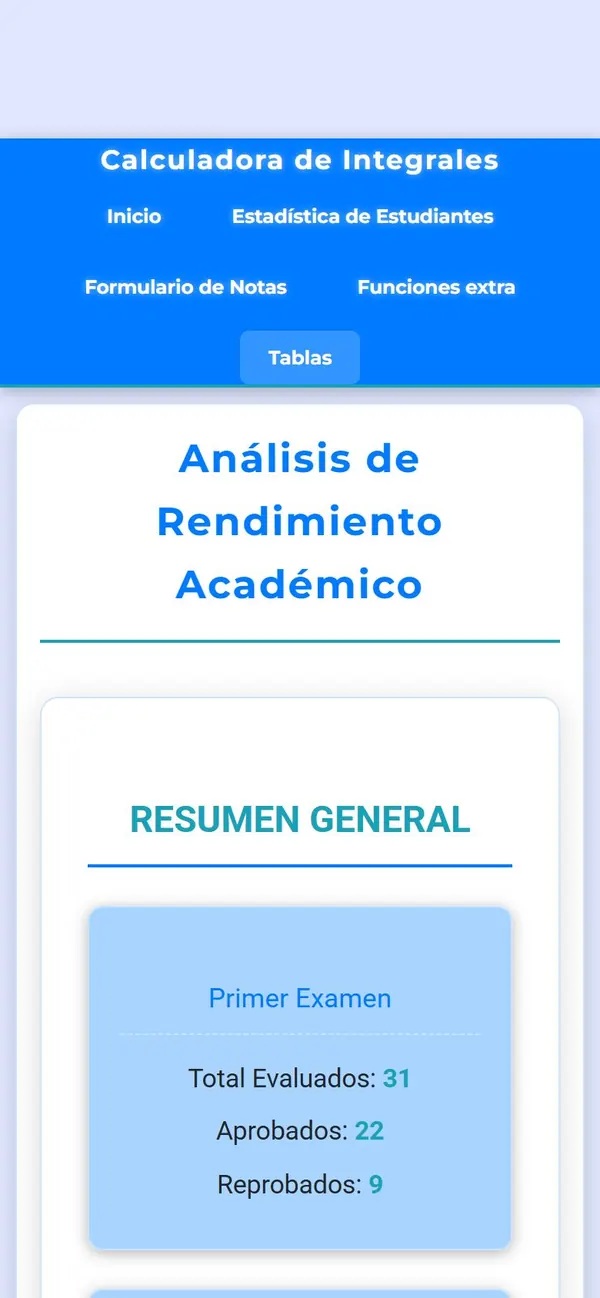 Calculadora de Integrales
Inicio Estadística de Estudiantes
Formulario de Notas Funciones extra
Tablas
Análisis de
Rendimiento
Académico
RESUMEN GENERAL
Primer Examen
Total Evaluados: 31
Aprobados: 22
Reprobados: 9